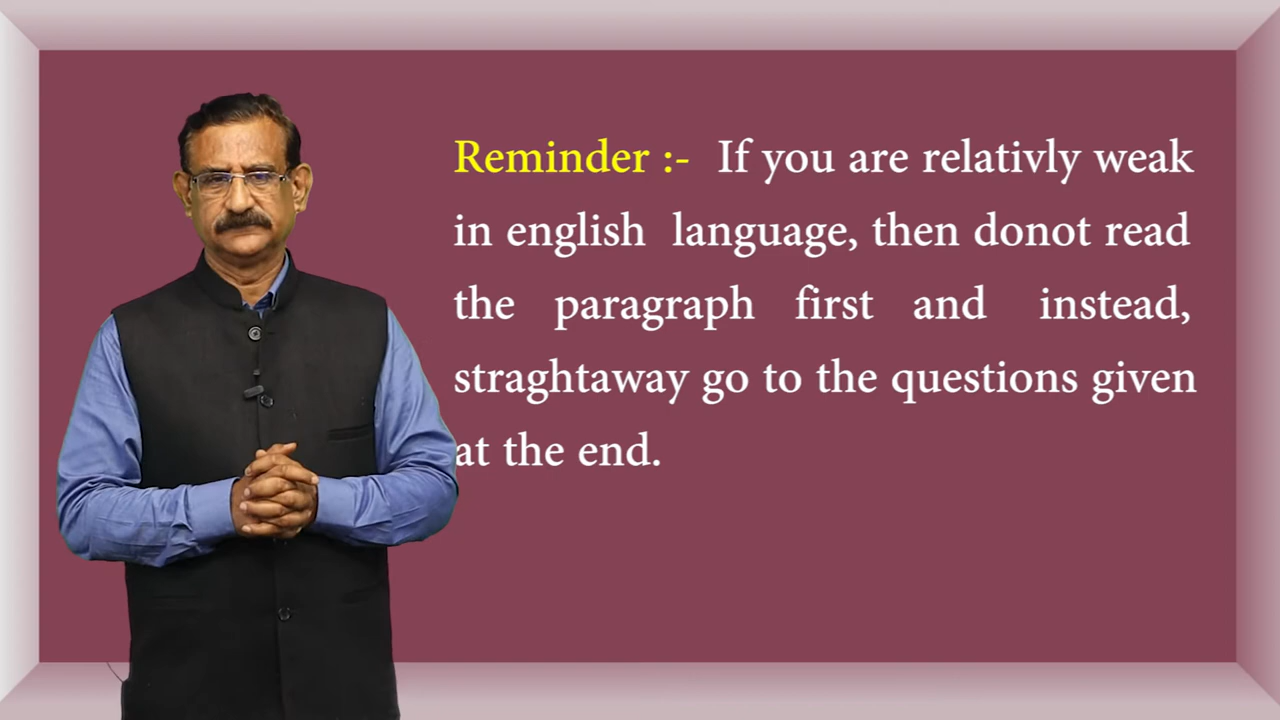 Reminder :- If you are relativly weak
in english language, then donot read
the paragraph first and instead,
straghtaway go to the questions given
at the end.